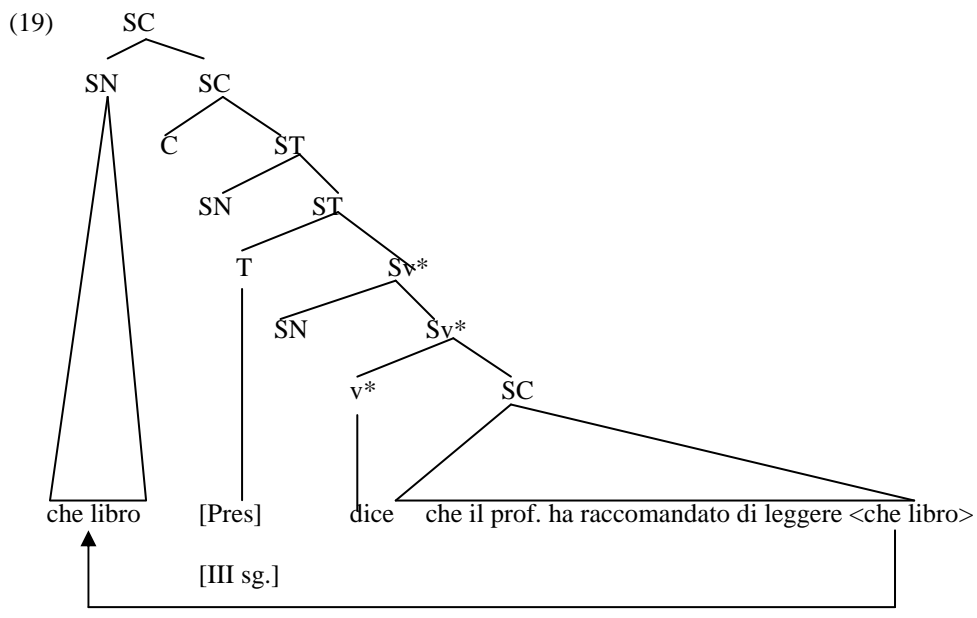 (19) SC
SN SC
C ST
SN ST
T Sv*
SN Sv*
v* SC
che libro [Pres] dice che il prof. ha raccomandato di leggere <che libro>
[III sg.]